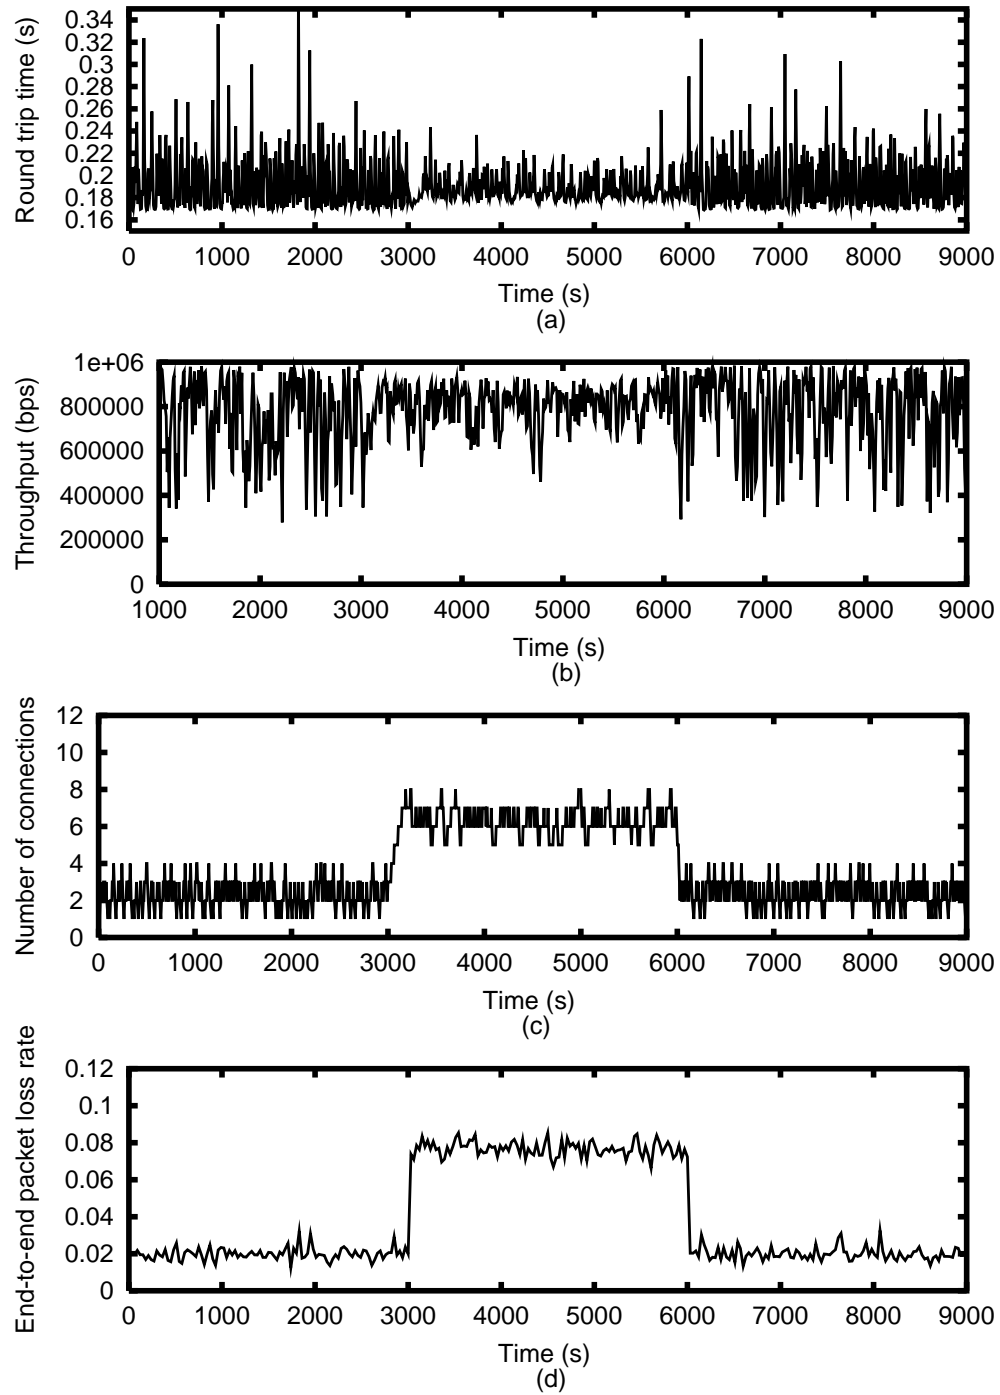 Round trip time (s)
0.34
0.32
0.3
0.28
0.26
0.24
0.22
0.2
0.18
0.16
0 1000 2000 3000 4000 5000 6000 7000 8000 9000
Time (s)
(a)
Throughput (bps)
1e+06
800000
600000
400000
200000
0
1000 2000 3000 4000 5000 6000 7000 8000 9000
Time (s)
(b)
Number of connections
12
10
8
6
4
2
0
0 1000 2000 3000 4000 5000 6000 7000 8000 9000
Time (s)
(c)
End-to-end packet loss rate
0.12
0.1
0.08
0.06
0.04
0.02
0
0 1000 2000 3000 4000 5000 6000 7000 8000 9000
Time (s)
(d)